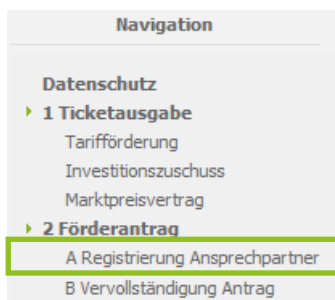 Navigation
Datenschutz
1 Ticketausgabe
Tarifförderung
Investitionszuschuss
Marktpreisvertrag
2 Förderantrag
A Registrierung Ansprechpartner
B Vervollständigung Antrag